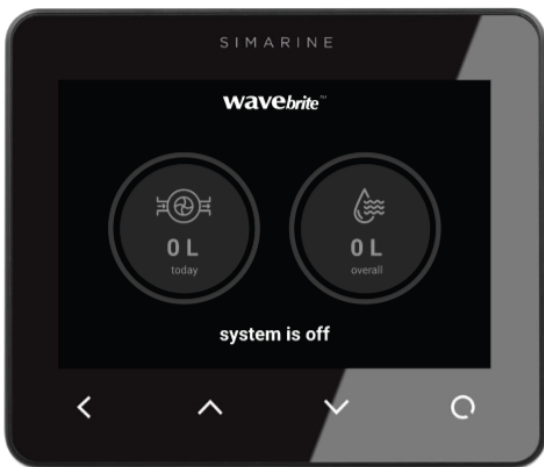 SIMARINE
wavebrite™
0 L
today
0 L
overall
system is off